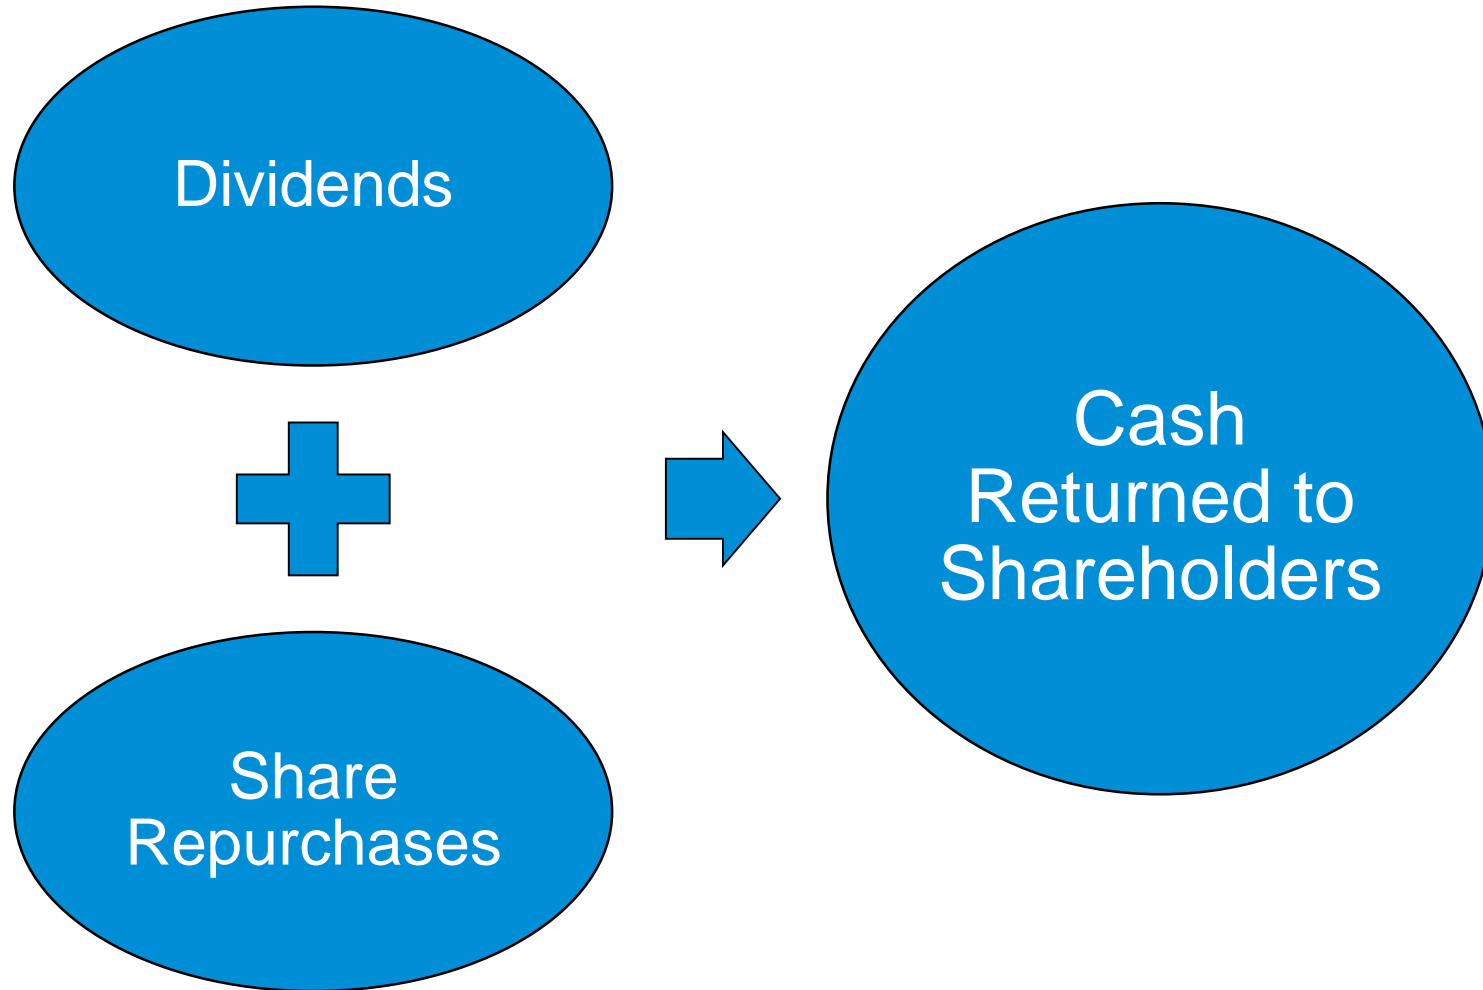 Dividends
Share
Repurchases
Cash
Returned to
Shareholders